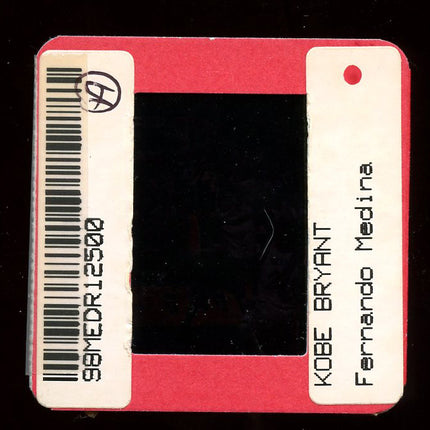 98MEDR12500
KOBE BRYANT
Fernando Medina